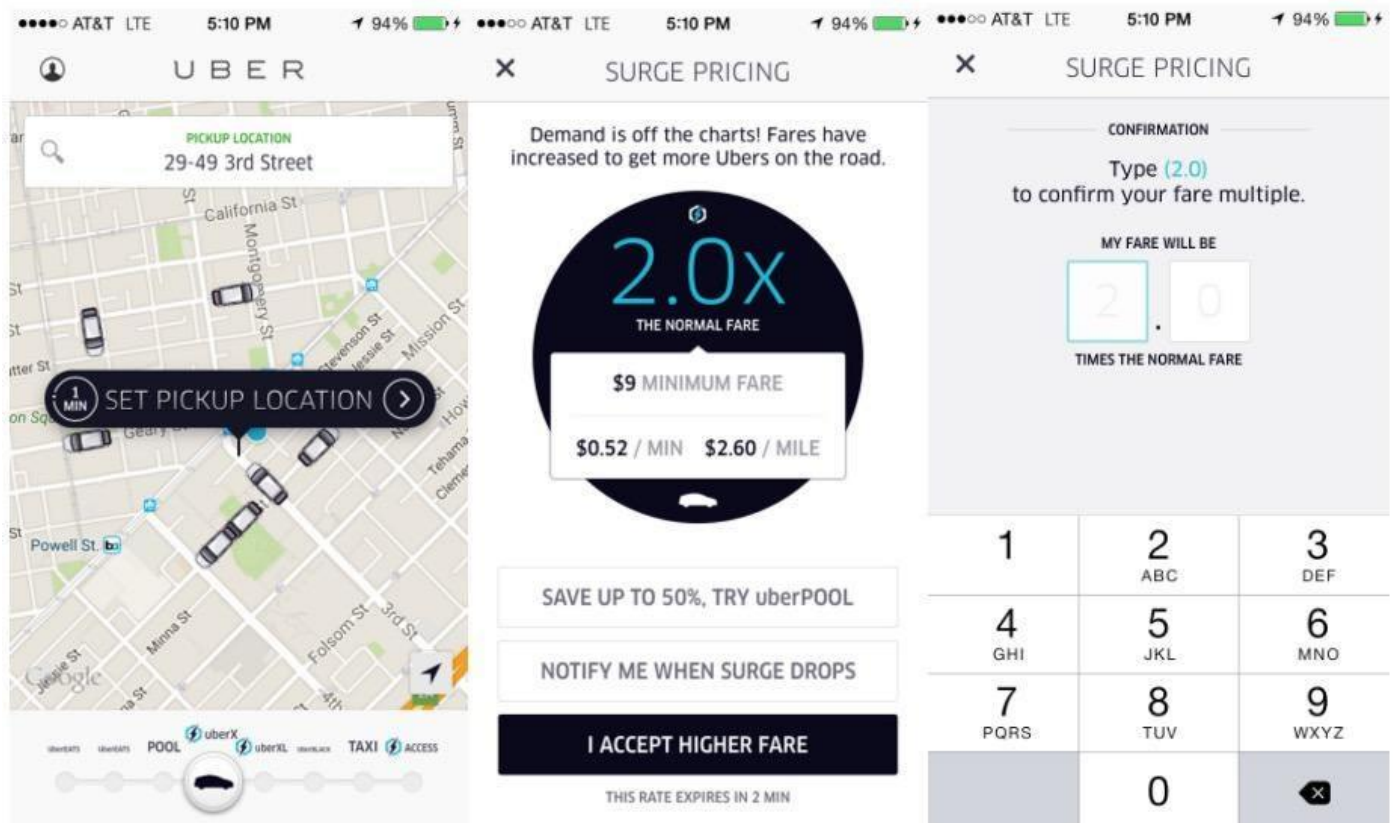 AT&T LTE 5:10 PM 94%
UBER
PICKUP LOCATION
29-49 3rd Street
California St
Montgomery St
Stevenson St
Jessie St
Mission St
1 MIN SET PICKUP LOCATION
Tehama
Powell St.
Minna St
Folsom St
3rd St
4th
Google
uberEATS uberEATS POOL uberX uberXL uberBLACK TAXI ACCESS
AT&T LTE 5:10 PM 94%
SURGE PRICING
Demand is off the charts! Fares have
increased to get more Ubers on the road.
2.0x
THE NORMAL FARE
$9 MINIMUM FARE
$0.52 / MIN $2.60 / MILE
SAVE UP TO 50%, TRY uberPOOL
NOTIFY ME WHEN SURGE DROPS
I ACCEPT HIGHER FARE
THIS RATE EXPIRES IN 2 MIN
AT&T LTE 5:10 PM 94%
SURGE PRICING
CONFIRMATION
Type (2.0)
to confirm your fare multiple.
MY FARE WILL BE
2 . 0
TIMES THE NORMAL FARE
1 2 ABC 3 DEF
4 GHI 5 JKL 6 MNO
7 PQRS 8 TUV 9 WXYZ
0